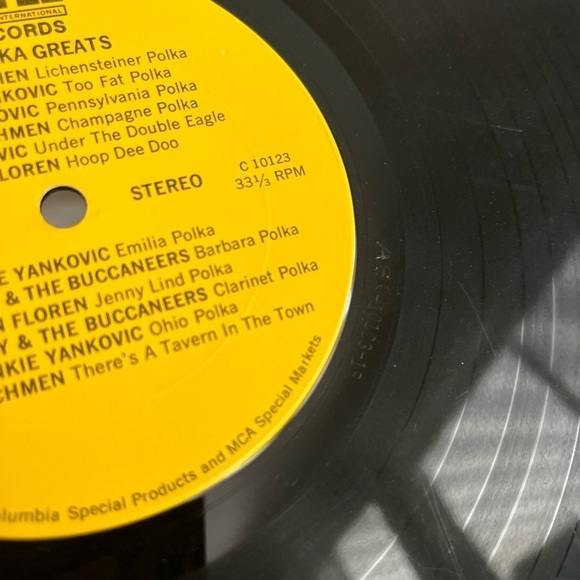 INTERNATIONAL
CORDS
KA GREATS
MEN Lichensteiner Polka
KOVIC Too Fat Polka
OVIC Pennsylvania Polka
HMEN Champagne Polka
VIC Under The Double Eagle
LOREN Hoop Dee Doo
STEREO
C 10123
33⅓ RPM
E YANKOVIC Emilia Polka
& THE BUCCANEERS Barbara Polka
N FLOREN Jenny Lind Polka
Y & THE BUCCANEERS Clarinet Polka
NKIE YANKOVIC Ohio Polka
CHMEN There's A Tavern In The Town
olumbia Special Products and MCA Special Markets